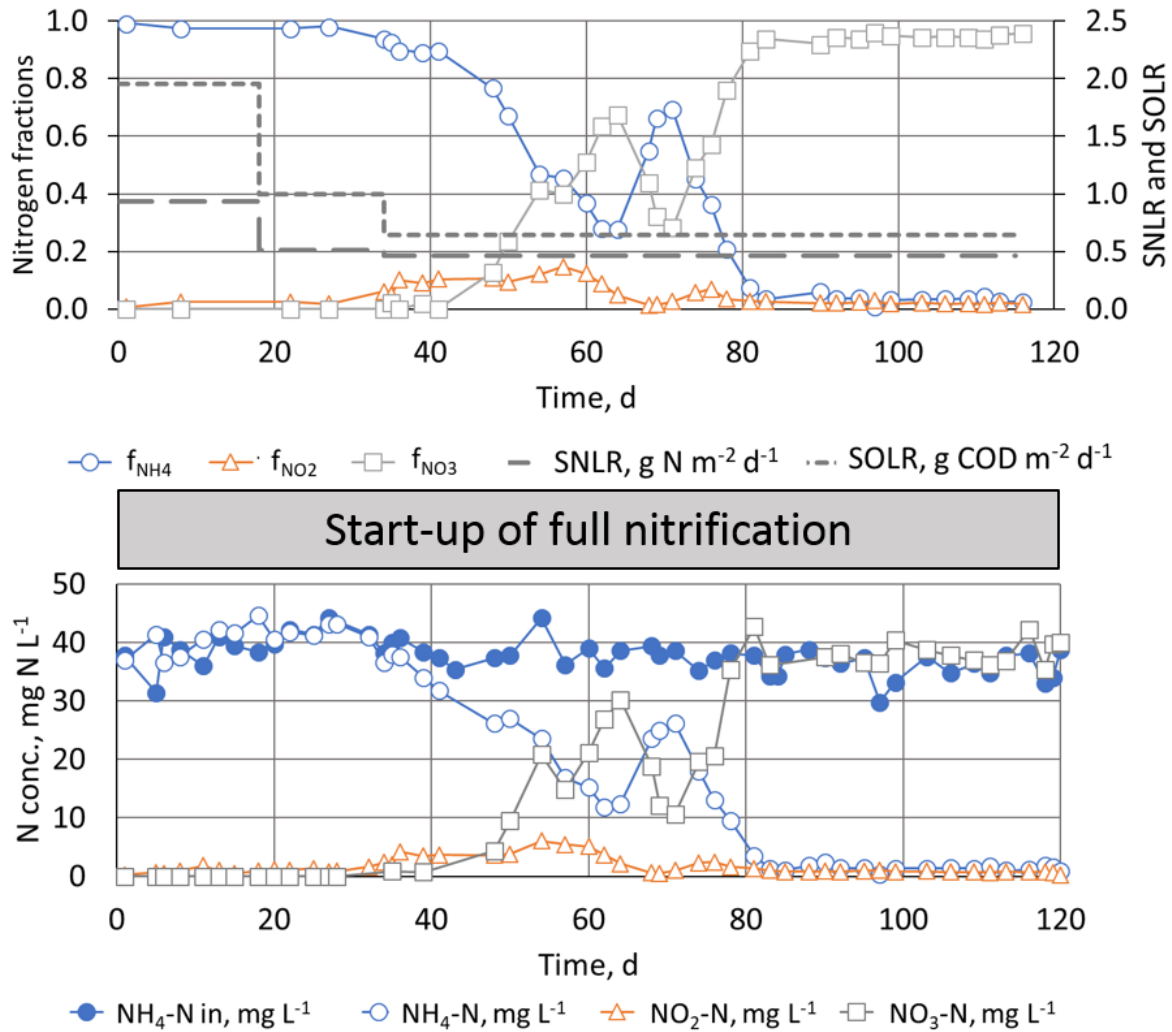 Nitrogen fractions
1.0
0.8
0.6
0.4
0.2
0.0
2.5
2.0
1.5
1.0
0.5
0.0
SNLR and SOLR
0 20 40 60 80 100 120
Time, d
f_NH4 f_NO2 f_NO3 SNLR, g N m⁻² d⁻¹ SOLR, g COD m⁻² d⁻¹
Start-up of full nitrification
N conc., mg N L⁻¹
50
40
30
20
10
0
0 20 40 60 80 100 120
Time, d
NH₄-N in, mg L⁻¹ NH₄-N, mg L⁻¹ NO₂-N, mg L⁻¹ NO₃-N, mg L⁻¹